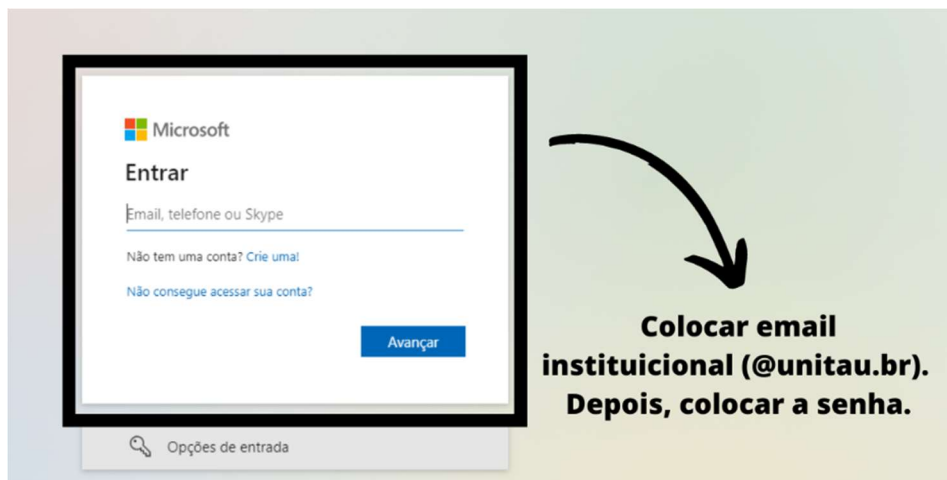 Microsoft
Entrar
Email, telefone ou Skype
Não tem uma conta? Crie uma!
Não consegue acessar sua conta?
Avançar
Opções de entrada
Colocar email
instituicional (@unitau.br).
Depois, colocar a senha.